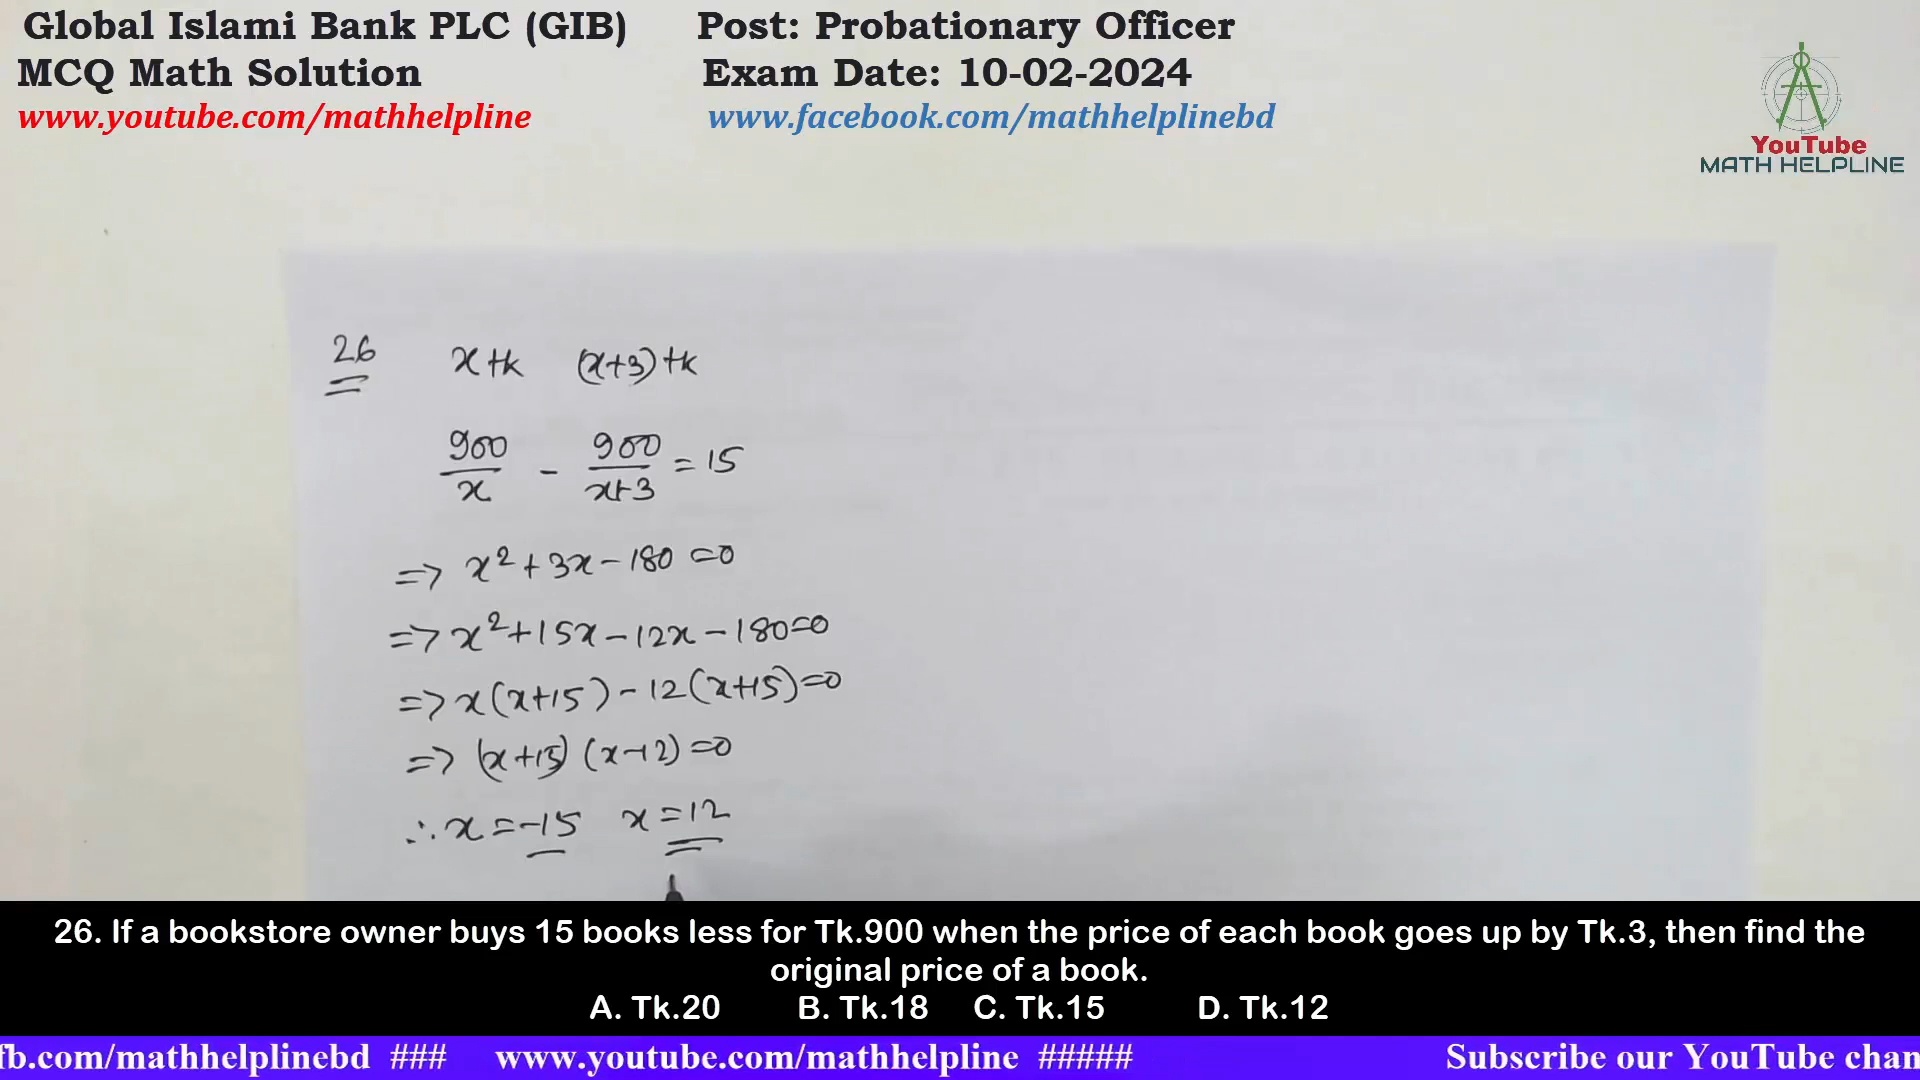 Global Islami Bank PLC (GIB) Post: Probationary Officer
MCQ Math Solution Exam Date: 10-02-2024
www.youtube.com/mathhelpline www.facebook.com/mathhelplinebd
YouTube
MATH HELPLINE
26 x tk (x+3) tk
900/x - 900/x+3 = 15
=> x² + 3x - 180 = 0
=> x² + 15x - 12x - 180 = 0
=> x(x+15) - 12(x+15) = 0
=> (x+15) (x-12) = 0
∴ x = -15 x = 12
26. If a bookstore owner buys 15 books less for Tk.900 when the price of each book goes up by Tk.3, then find the
original price of a book.
A. Tk.20 B. Tk.18 C. Tk.15 D. Tk.12
fb.com/mathhelplinebd ### www.youtube.com/mathhelpline ##### Subscribe our YouTube chan